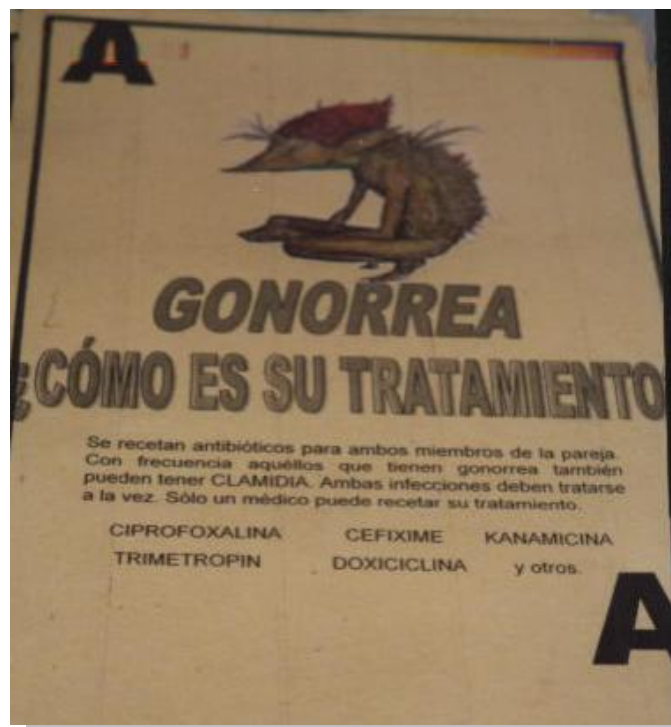 A
GONORREA
¿CÓMO ES SU TRATAMIENTO
Se recetan antibióticos para ambos miembros de la pareja.
Con frecuencia aquéllos que tienen gonorrea también
pueden tener CLAMIDIA. Ambas infecciones deben tratarse
a la vez. Sólo un médico puede recetar su tratamiento.
CIPROFOXALINA CEFIXIME KANAMICINA
TRIMETROPIN DOXICICLINA y otros.
A